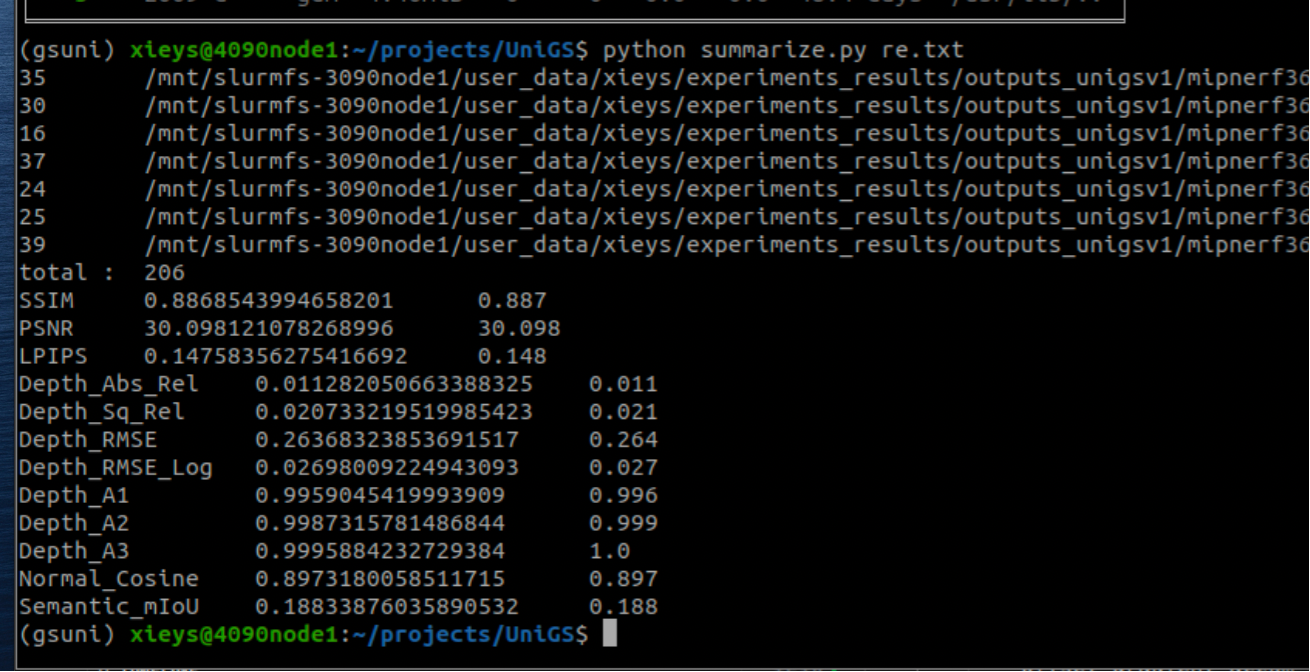 (gsuni) xieys@4090node1:~/projects/UniGS$ python summarize.py re.txt
35 /mnt/slurmfs-3090node1/user_data/xieys/experiments_results/outputs_unigsv1/mipnerf36
30 /mnt/slurmfs-3090node1/user_data/xieys/experiments_results/outputs_unigsv1/mipnerf36
16 /mnt/slurmfs-3090node1/user_data/xieys/experiments_results/outputs_unigsv1/mipnerf36
37 /mnt/slurmfs-3090node1/user_data/xieys/experiments_results/outputs_unigsv1/mipnerf36
24 /mnt/slurmfs-3090node1/user_data/xieys/experiments_results/outputs_unigsv1/mipnerf36
25 /mnt/slurmfs-3090node1/user_data/xieys/experiments_results/outputs_unigsv1/mipnerf36
39 /mnt/slurmfs-3090node1/user_data/xieys/experiments_results/outputs_unigsv1/mipnerf36
total : 206
SSIM 0.8868543994658201 0.887
PSNR 30.098121078268996 30.098
LPIPS 0.14758356275416692 0.148
Depth_Abs_Rel 0.011282050663388325 0.011
Depth_Sq_Rel 0.020733219519985423 0.021
Depth_RMSE 0.26368323853691517 0.264
Depth_RMSE_Log 0.02698009224943093 0.027
Depth_A1 0.9959045419993909 0.996
Depth_A2 0.9987315781486844 0.999
Depth_A3 0.9995884232729384 1.0
Normal_Cosine 0.8973180058511715 0.897
Semantic_mIoU 0.18833876035890532 0.188
(gsuni) xieys@4090node1:~/projects/UniGS$